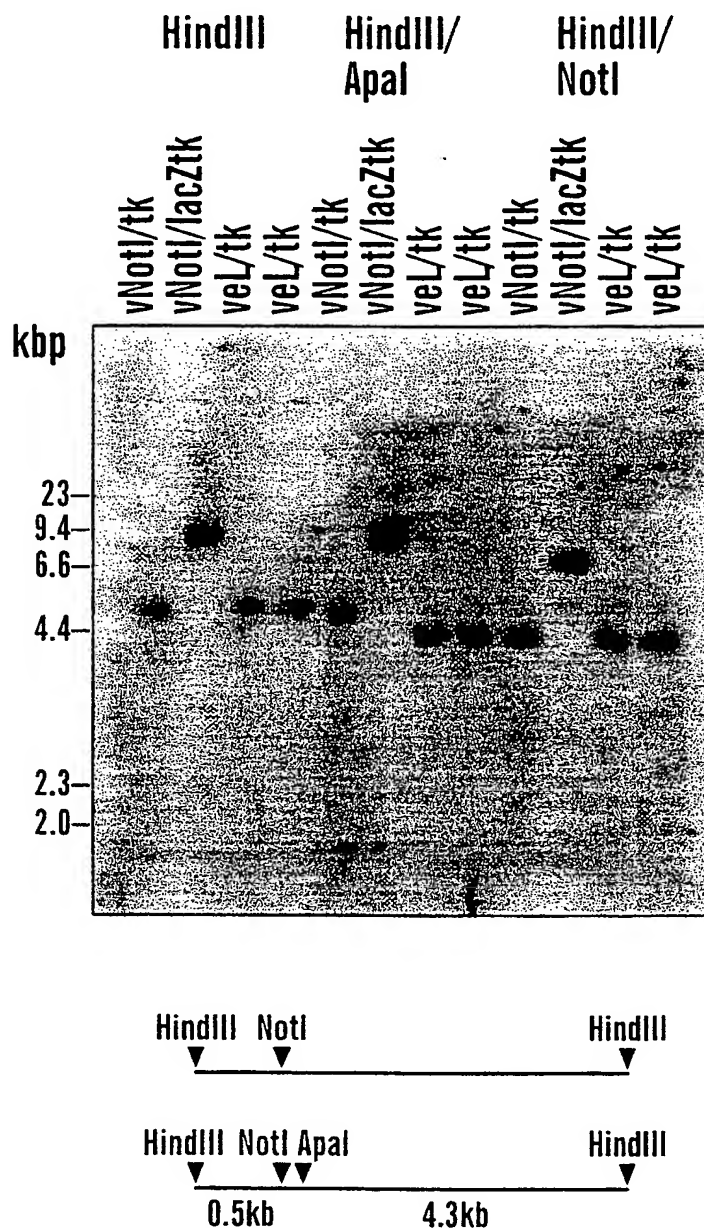 HindIII HindIII/ HindIII/
ApaI NotI
vNotI/tk vNotI/lacZtk veL/tk veL/tk vNotI/tk vNotI/lacZtk veL/tk veL/tk vNotI/tk vNotI/lacZtk veL/tk veL/tk
kbp
23
9.4
6.6
4.4
2.3
2.0
HindIII NotI HindIII
HindIII NotI ApaI HindIII
0.5kb 4.3kb